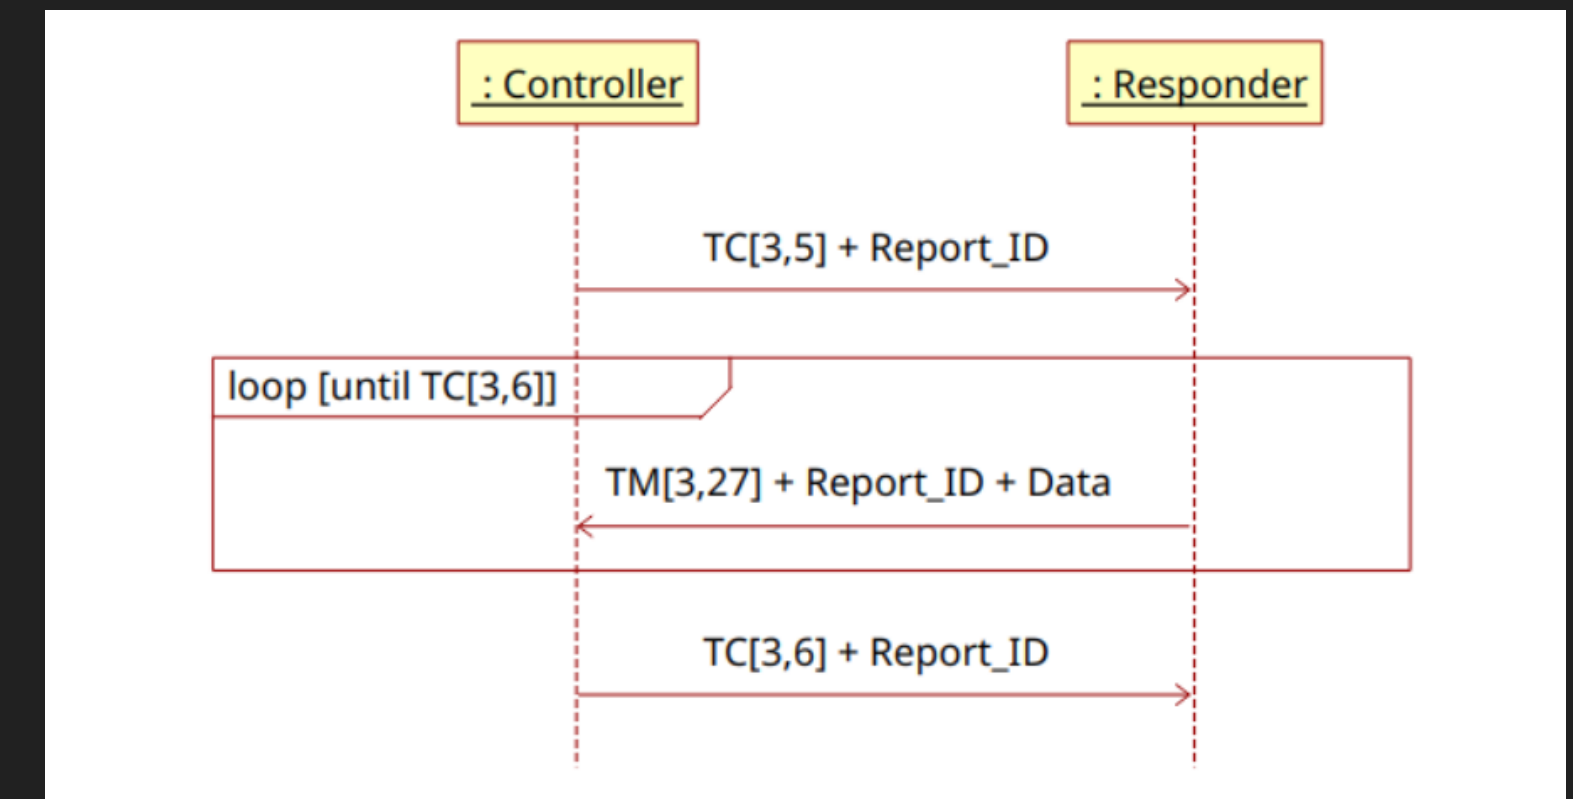 : Controller
: Responder
TC[3,5] + Report_ID
loop [until TC[3,6]]
TM[3,27] + Report_ID + Data
TC[3,6] + Report_ID